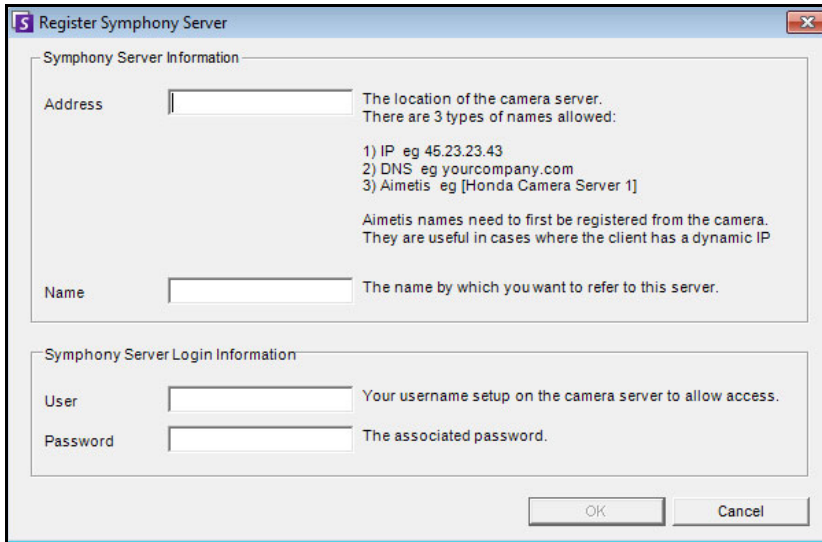 Register Symphony Server
Symphony Server Information
Address
The location of the camera server.
There are 3 types of names allowed:
1) IP eg 45.23.23.43
2) DNS eg yourcompany.com
3) Aimetis eg [Honda Camera Server 1]
Aimetis names need to first be registered from the camera.
They are useful in cases where the client has a dynamic IP
Name
The name by which you want to refer to this server.
Symphony Server Login Information
User
Your username setup on the camera server to allow access.
Password
The associated password.
OK
Cancel